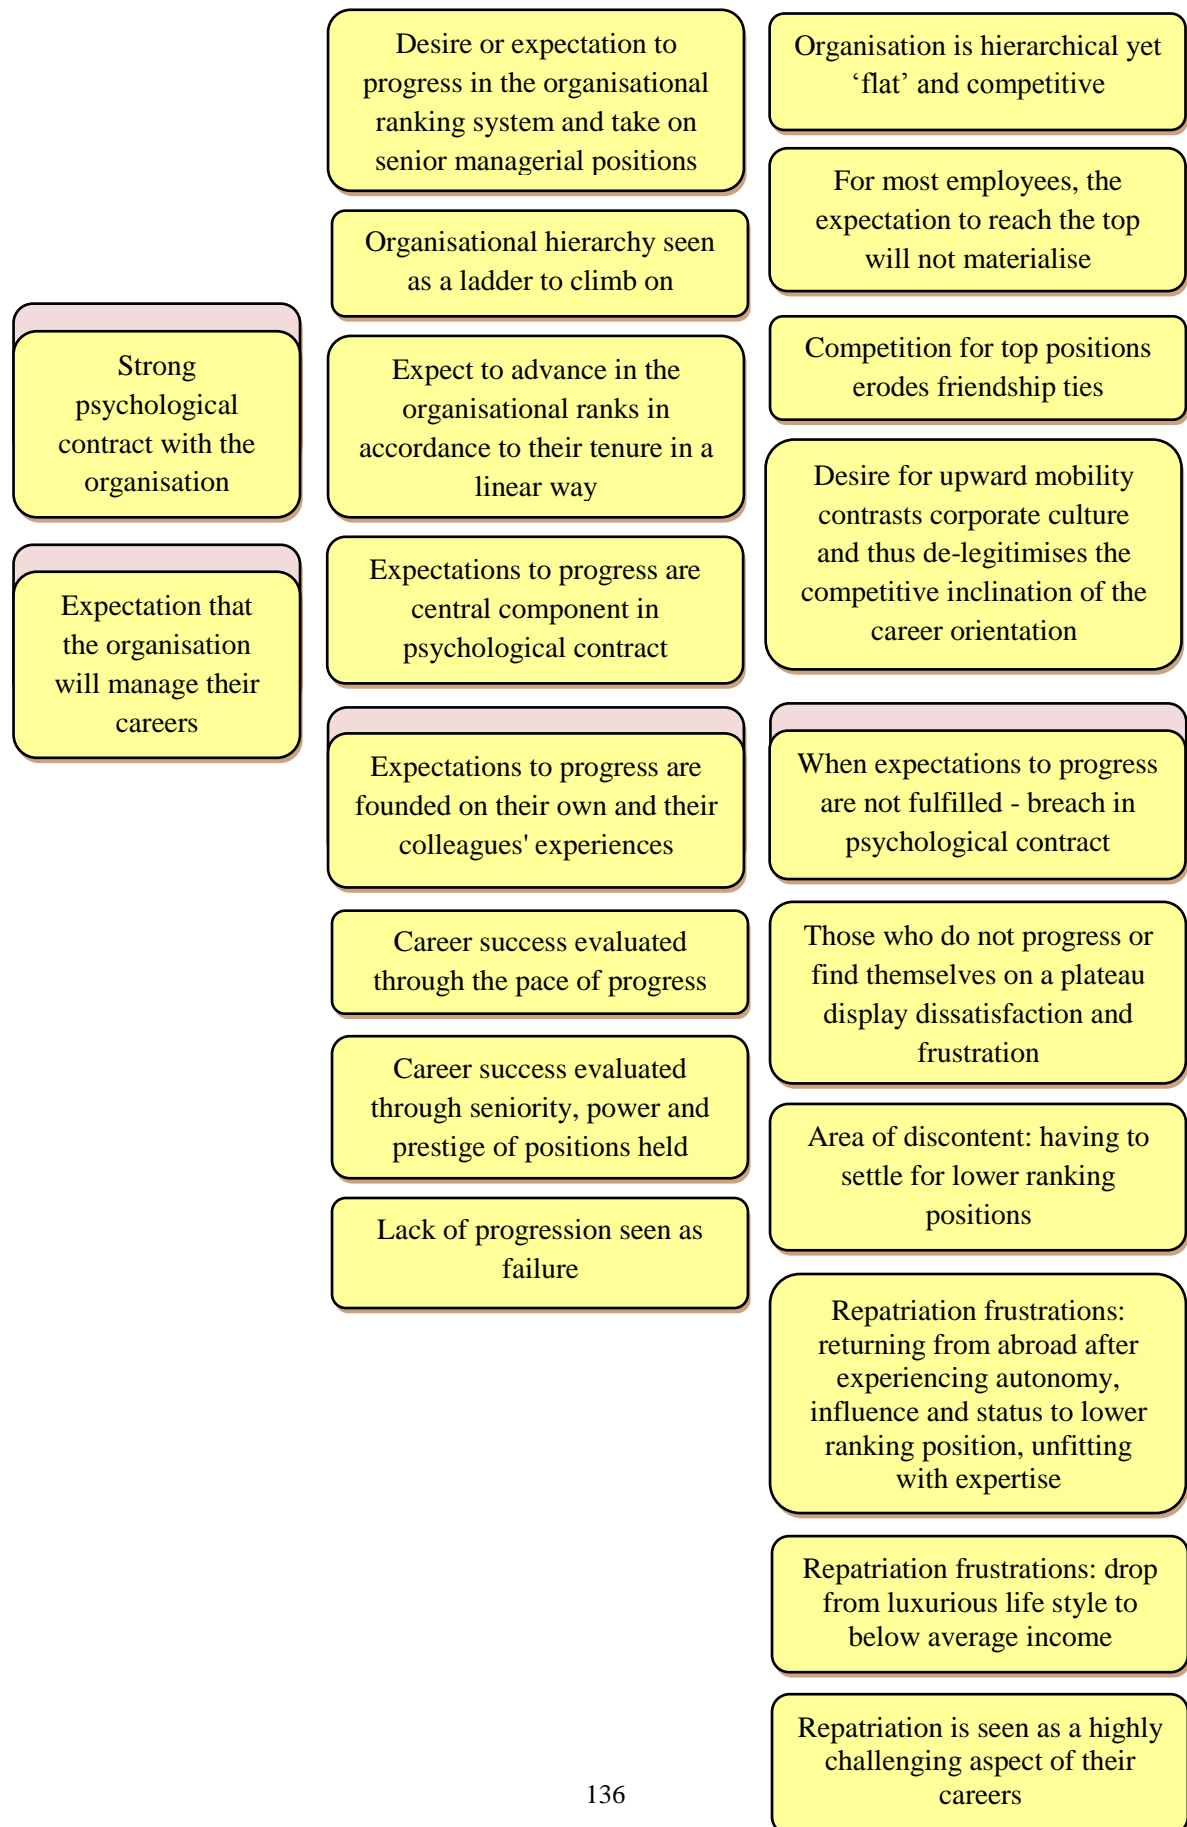 Strong
psychological
contract with the
organisation
Expectation that
the organisation
will manage their
careers
Desire or expectation to
progress in the organisational
ranking system and take on
senior managerial positions
Organisational hierarchy seen
as a ladder to climb on
Expect to advance in the
organisational ranks in
accordance to their tenure in a
linear way
Expectations to progress are
central component in
psychological contract
Expectations to progress are
founded on their own and their
colleagues' experiences
Career success evaluated
through the pace of progress
Career success evaluated
through seniority, power and
prestige of positions held
Lack of progression seen as
failure
Organisation is hierarchical yet
‘flat’ and competitive
For most employees, the
expectation to reach the top
will not materialise
Competition for top positions
erodes friendship ties
Desire for upward mobility
contrasts corporate culture
and thus de-legitimises the
competitive inclination of the
career orientation
When expectations to progress
are not fulfilled - breach in
psychological contract
Those who do not progress or
find themselves on a plateau
display dissatisfaction and
frustration
Area of discontent: having to
settle for lower ranking
positions
Repatriation frustrations:
returning from abroad after
experiencing autonomy,
influence and status to lower
ranking position, unfitting
with expertise
Repatriation frustrations: drop
from luxurious life style to
below average income
Repatriation is seen as a highly
challenging aspect of their
careers
136